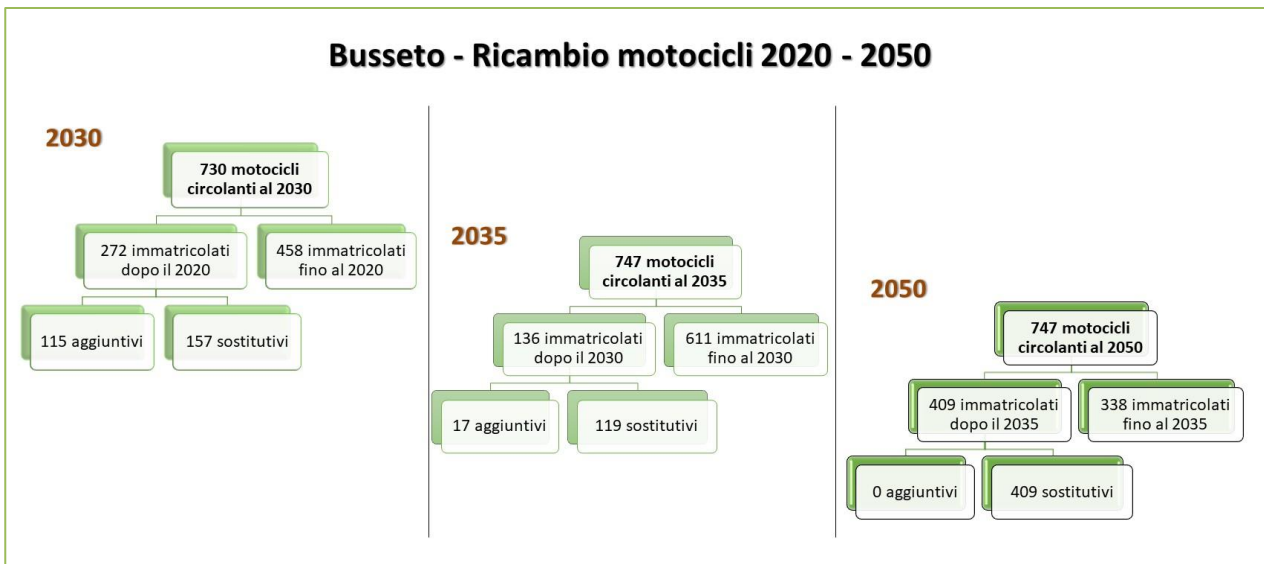 Busseto - Ricambio motocicli 2020 - 2050
2030
730 motocicli
circolanti al 2030
272 immatricolati
dopo il 2020
458 immatricolati
fino al 2020
115 aggiuntivi
157 sostitutivi
2035
747 motocicli
circolanti al 2035
136 immatricolati
dopo il 2030
611 immatricolati
fino al 2030
17 aggiuntivi
119 sostitutivi
2050
747 motocicli
circolanti al 2050
409 immatricolati
dopo il 2035
338 immatricolati
fino al 2035
0 aggiuntivi
409 sostitutivi